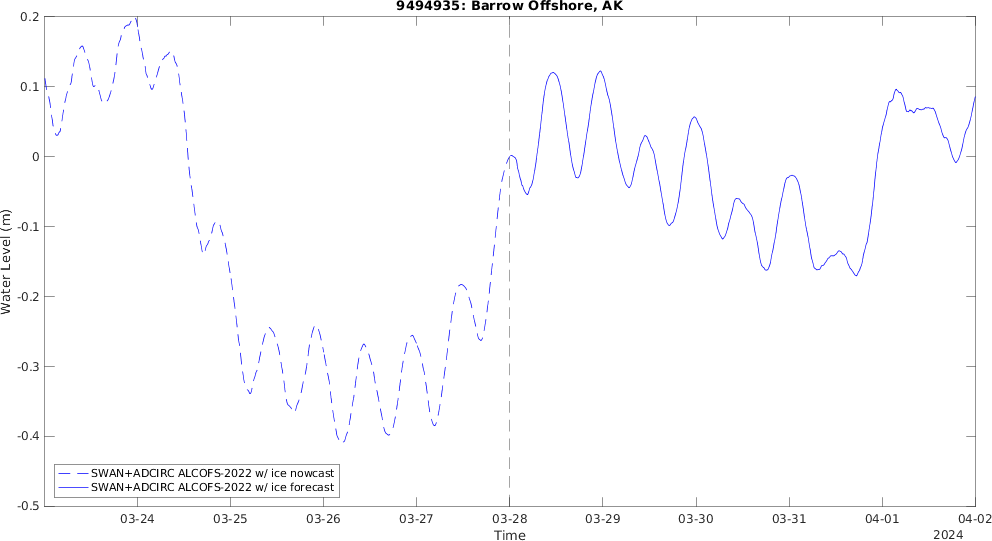 9494935: Barrow Offshore, AK
0.2
0.1
0
-0.1
-0.2
-0.3
-0.4
-0.5
Water Level (m)
SWAN+ADCIRC ALCOFS-2022 w/ ice nowcast
SWAN+ADCIRC ALCOFS-2022 w/ ice forecast
03-24 03-25 03-26 03-27 03-28 03-29 03-30 03-31 04-01 04-02
Time
2024